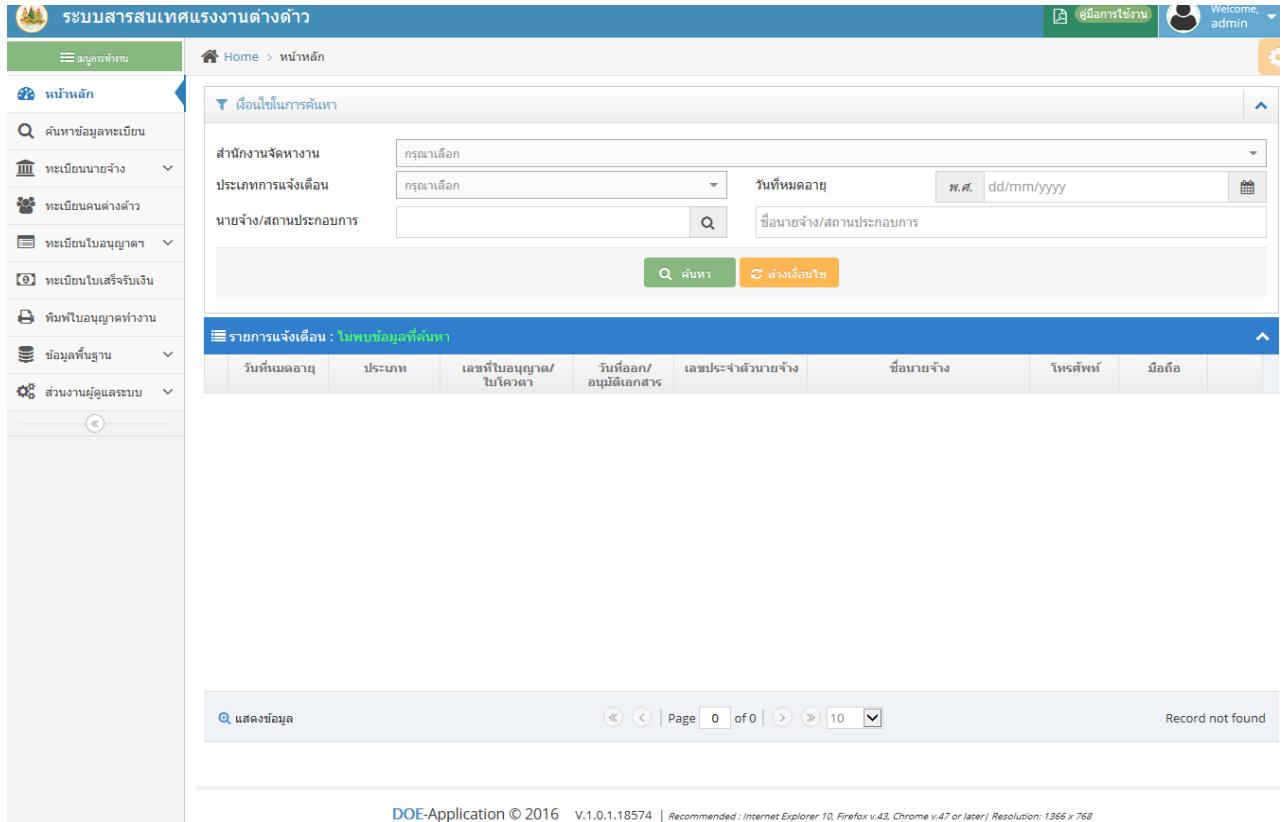 ระบบสารสนเทศแรงงานต่างด้าว
คู่มือการใช้งาน
Welcome,
admin
เมนูการทำงาน
Home > หน้าหลัก
หน้าหลัก
ค้นหาข้อมูลทะเบียน
ทะเบียนนายจ้าง
ทะเบียนคนต่างด้าว
ทะเบียนใบอนุญาตฯ
ทะเบียนใบเสร็จรับเงิน
พิมพ์ใบอนุญาตทำงาน
ข้อมูลพื้นฐาน
ส่วนงานผู้ดูแลระบบ
เงื่อนไขในการค้นหา
สำนักงานจัดหางาน กรุณาเลือก
ประเภทการแจ้งเตือน กรุณาเลือก วันที่หมดอายุ พ.ศ. dd/mm/yyyy
นายจ้าง/สถานประกอบการ ชื่อนายจ้าง/สถานประกอบการ
ค้นหา ล้างเงื่อนไข
รายการแจ้งเตือน : ไม่พบข้อมูลที่ค้นหา
วันที่หมดอายุ ประเภท เลขที่ใบอนุญาต/ วันที่ออก/ เลขประจำตัวนายจ้าง ชื่อนายจ้าง โทรศัพท์ มือถือ
ใบโควตา อนุมัติเอกสาร
แสดงข้อมูล Page 0 of 0 10 Record not found
DOE-Application © 2016 V.1.0.1.18574 | Recommended : Internet Explorer 10, Firefox v.43, Chrome v.47 or later| Resolution: 1366 x 768